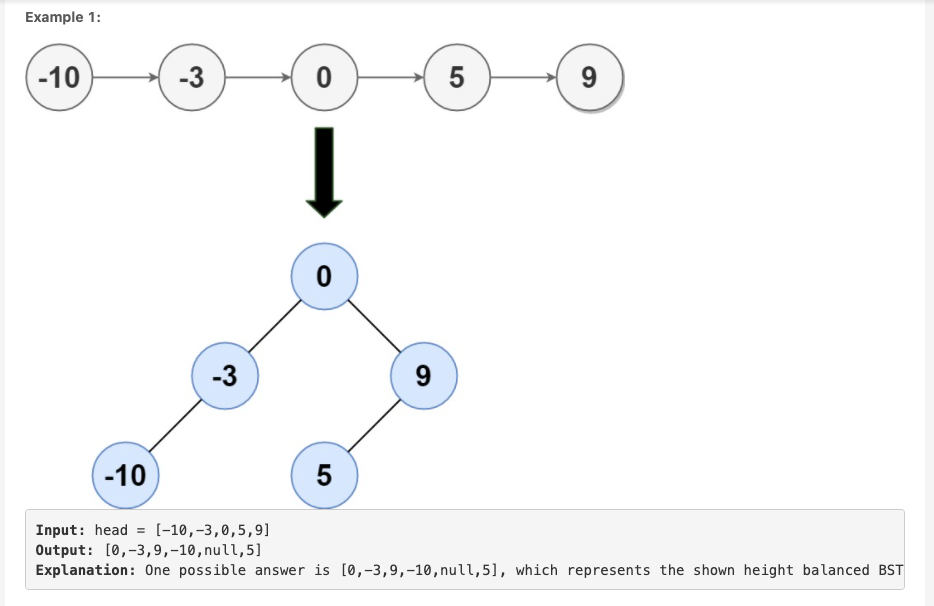 Example 1:
-10 -3 0 5 9
0
-3 9
-10 5
Input: head = [-10,-3,0,5,9]
Output: [0,-3,9,-10,null,5]
Explanation: One possible answer is [0,-3,9,-10,null,5], which represents the shown height balanced BST